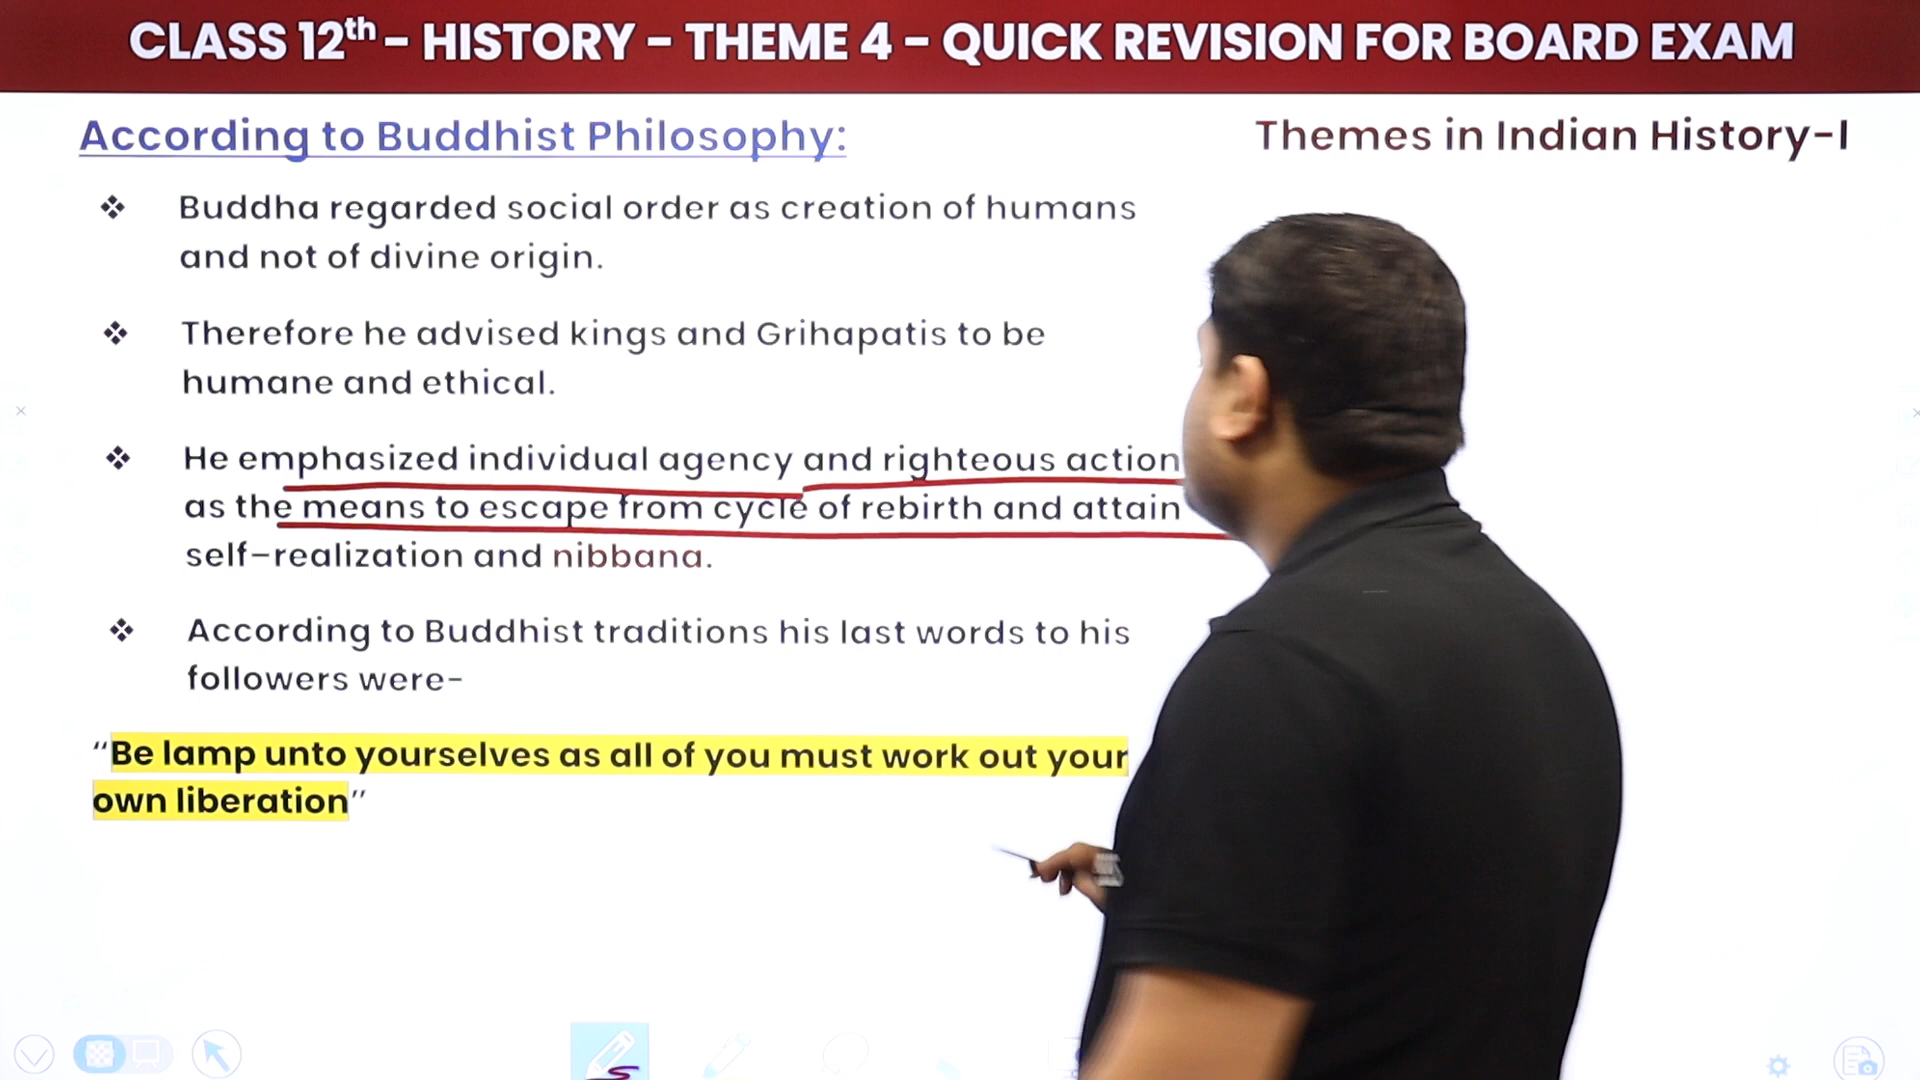 CLASS 12th - HISTORY - THEME 4 - QUICK REVISION FOR BOARD EXAM
According to Buddhist Philosophy:
Themes in Indian History-I
❖ Buddha regarded social order as creation of humans
and not of divine origin.
❖ Therefore he advised kings and Grihapatis to be
humane and ethical.
❖ He emphasized individual agency and righteous action
as the means to escape from cycle of rebirth and attain
self-realization and nibbana.
❖ According to Buddhist traditions his last words to his
followers were-
“Be lamp unto yourselves as all of you must work out your
own liberation”